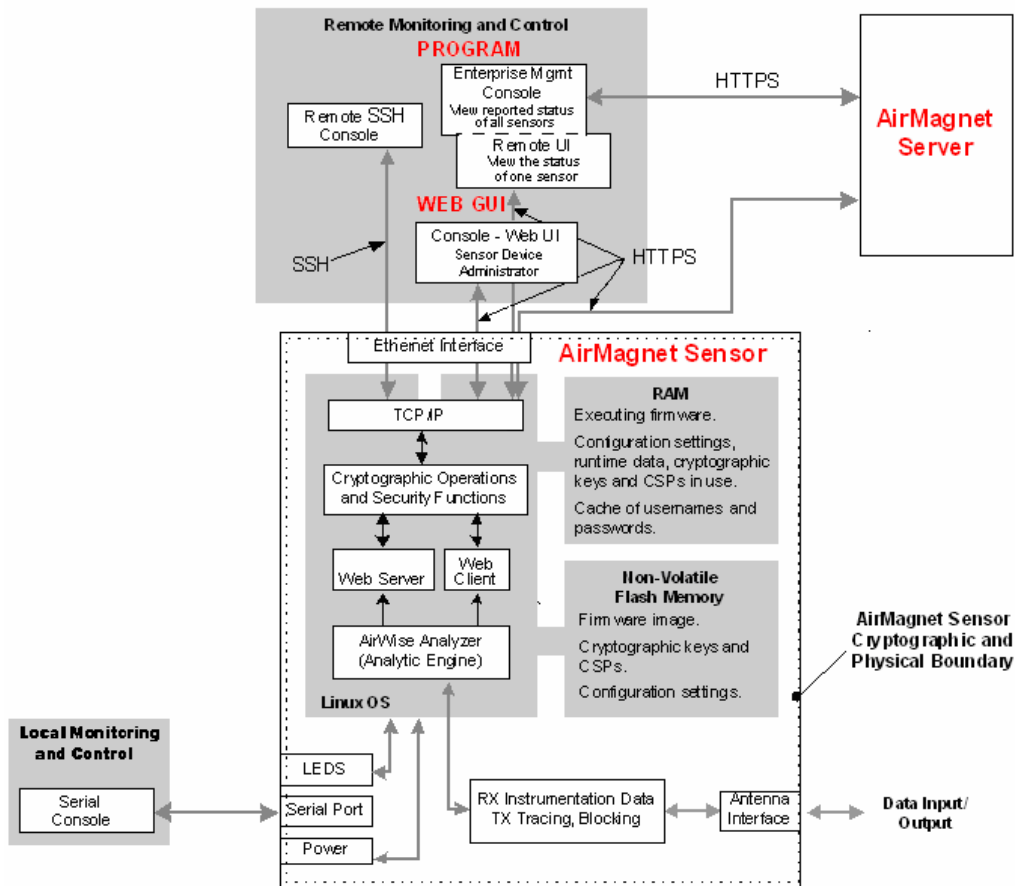 Remote Monitoring and Control
PROGRAM
Enterprise Mgmt
Console
View reported status
of all sensors
Remote UI
View the status
of one sensor
Remote SSH
Console
WEB GUI
Console - Web UI
Sensor Device
Administrator
SSH
HTTPS
HTTPS
AirMagnet
Server
Ethernet Interface
AirMagnet Sensor
TCP/IP
Cryptographic Operations
and Security Functions
Web Server
Web
Client
AirWise Analyzer
(Analytic Engine)
Linux OS
RAM
Executing firmware.
Configuration settings,
runtime data, cryptographic
keys and CSPs in use.
Cache of usernames and
passwords.
Non-Volatile
Flash Memory
Firmware image.
Cryptographic keys and
CSPs.
Configuration settings.
AirMagnet Sensor
Cryptographic and
Physical Boundary
Local Monitoring
and Control
Serial
Console
LEDS
Serial Port
Power
RX Instrumentation Data
TX Tracing, Blocking
Antenna
Interface
Data Input/
Output